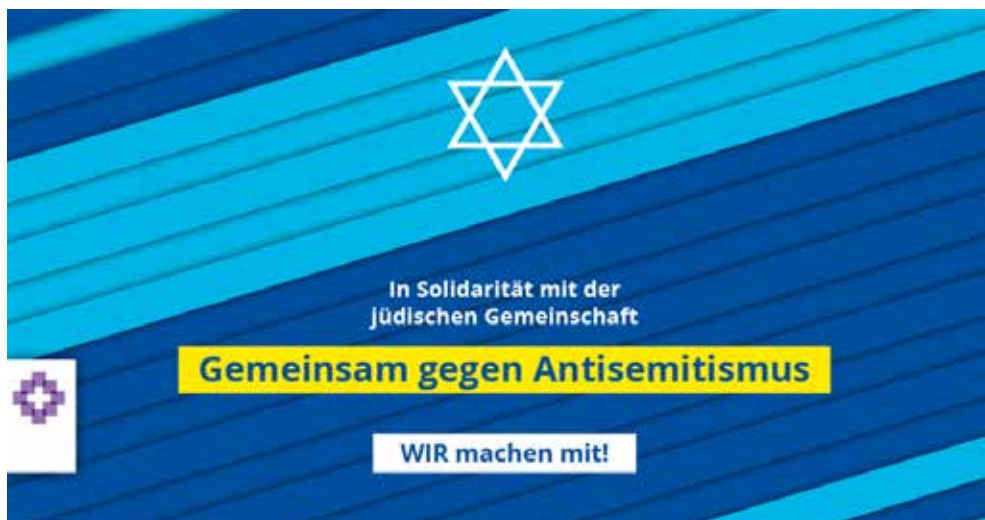 In Solidarität mit der
jüdischen Gemeinschaft
Gemeinsam gegen Antisemitismus
WIR machen mit!